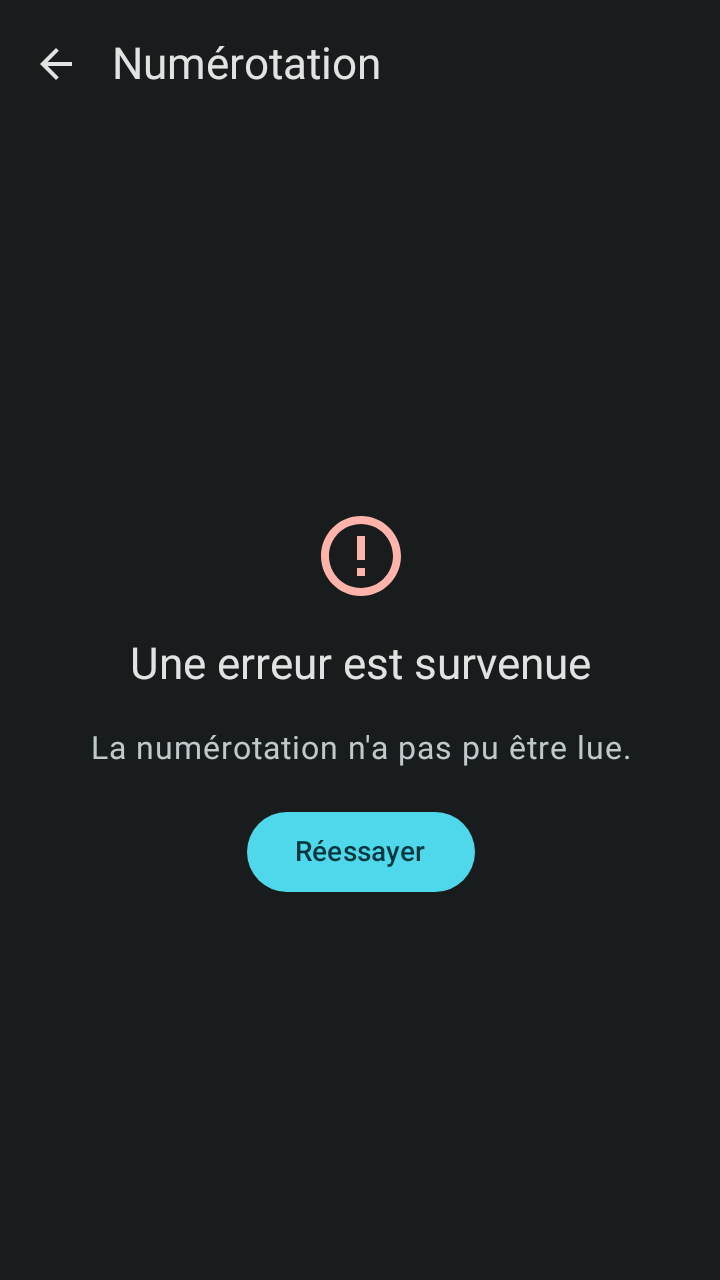 Numérotation
Une erreur est survenue
La numérotation n'a pas pu être lue.
Réessayer